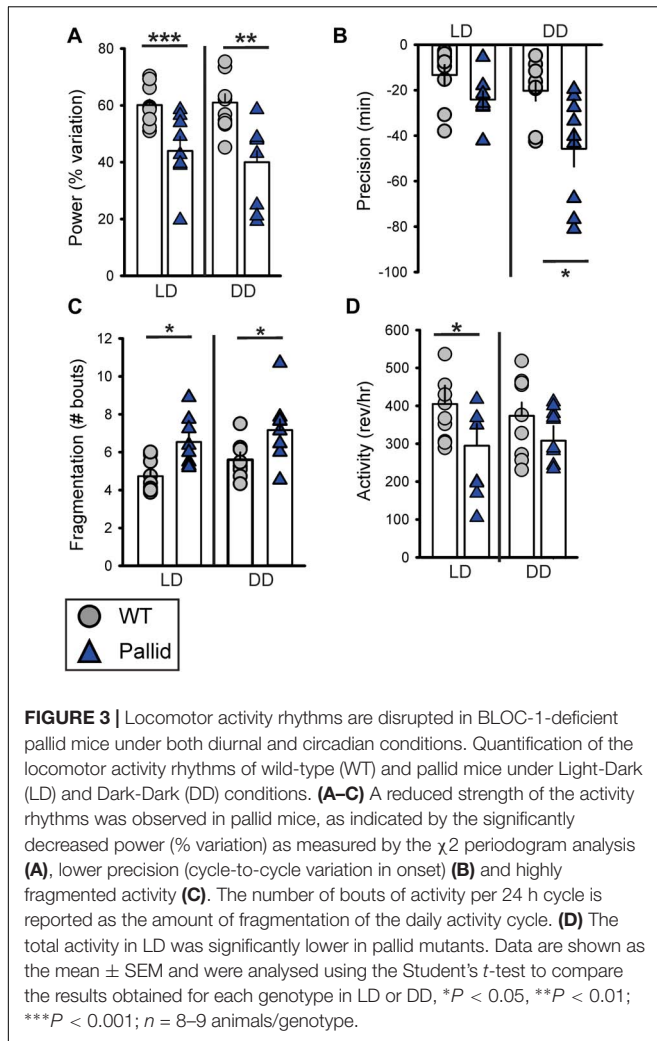 A
***
**
80
60
40
20
0
Power (% variation)
LD
DD
B
LD
DD
0
-20
-40
-60
-80
-100
Precision (min)
*
C
*
*
12
10
8
6
4
2
0
Fragmentation (# bouts)
LD
DD
D
*
600
500
400
300
200
100
0
Activity (rev/hr)
LD
DD
WT
Pallid
FIGURE 3 | Locomotor activity rhythms are disrupted in BLOC-1-deficient
pallid mice under both diurnal and circadian conditions. Quantification of the
locomotor activity rhythms of wild-type (WT) and pallid mice under Light-Dark
(LD) and Dark-Dark (DD) conditions. (A–C) A reduced strength of the activity
rhythms was observed in pallid mice, as indicated by the significantly
decreased power (% variation) as measured by the χ2 periodogram analysis
(A), lower precision (cycle-to-cycle variation in onset) (B) and highly
fragmented activity (C). The number of bouts of activity per 24 h cycle is
reported as the amount of fragmentation of the daily activity cycle. (D) The
total activity in LD was significantly lower in pallid mutants. Data are shown as
the mean ± SEM and were analysed using the Student's t-test to compare
the results obtained for each genotype in LD or DD, *P < 0.05, **P < 0.01;
***P < 0.001; n = 8–9 animals/genotype.